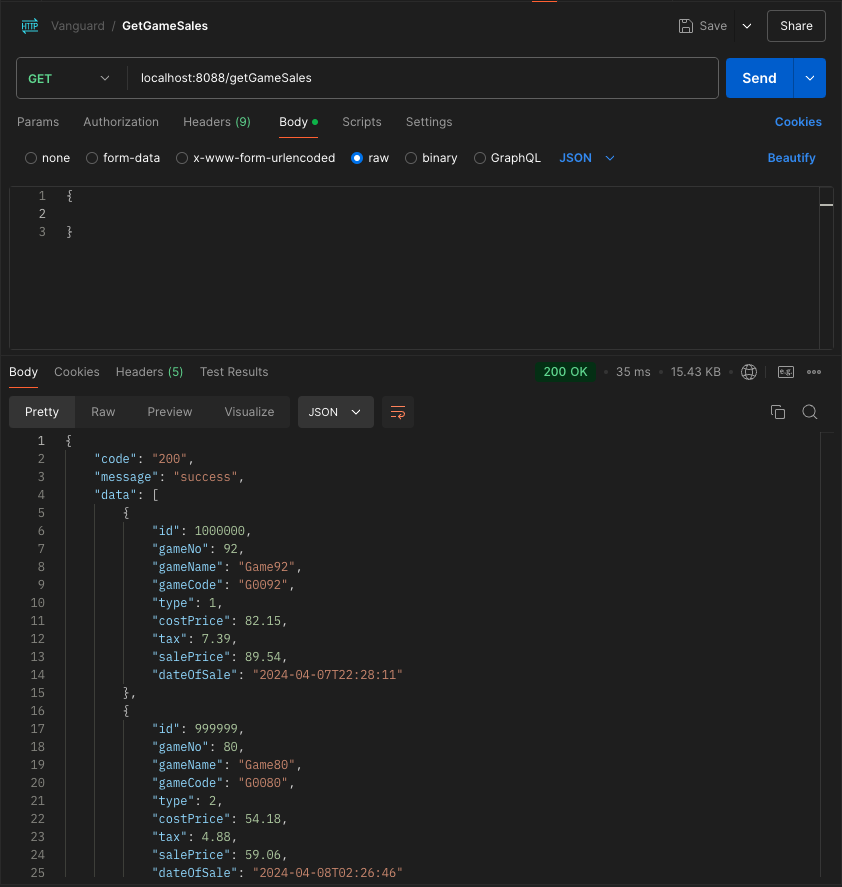 HTTP Vanguard / GetGameSales Save Share
GET localhost:8088/getGameSales Send
Params Authorization Headers (9) Body Scripts Settings Cookies
none form-data x-www-form-urlencoded raw binary GraphQL JSON Beautify
1 {
2
3 }
Body Cookies Headers (5) Test Results 200 OK • 35 ms • 15.43 KB • e.g.
Pretty Raw Preview Visualize JSON
1 {
2 "code": "200",
3 "message": "success",
4 "data": [
5 {
6 "id": 1000000,
7 "gameNo": 92,
8 "gameName": "Game92",
9 "gameCode": "G0092",
10 "type": 1,
11 "costPrice": 82.15,
12 "tax": 7.39,
13 "salePrice": 89.54,
14 "dateOfSale": "2024-04-07T22:28:11"
15 },
16 {
17 "id": 999999,
18 "gameNo": 80,
19 "gameName": "Game80",
20 "gameCode": "G0080",
21 "type": 2,
22 "costPrice": 54.18,
23 "tax": 4.88,
24 "salePrice": 59.06,
25 "dateOfSale": "2024-04-08T02:26:46"